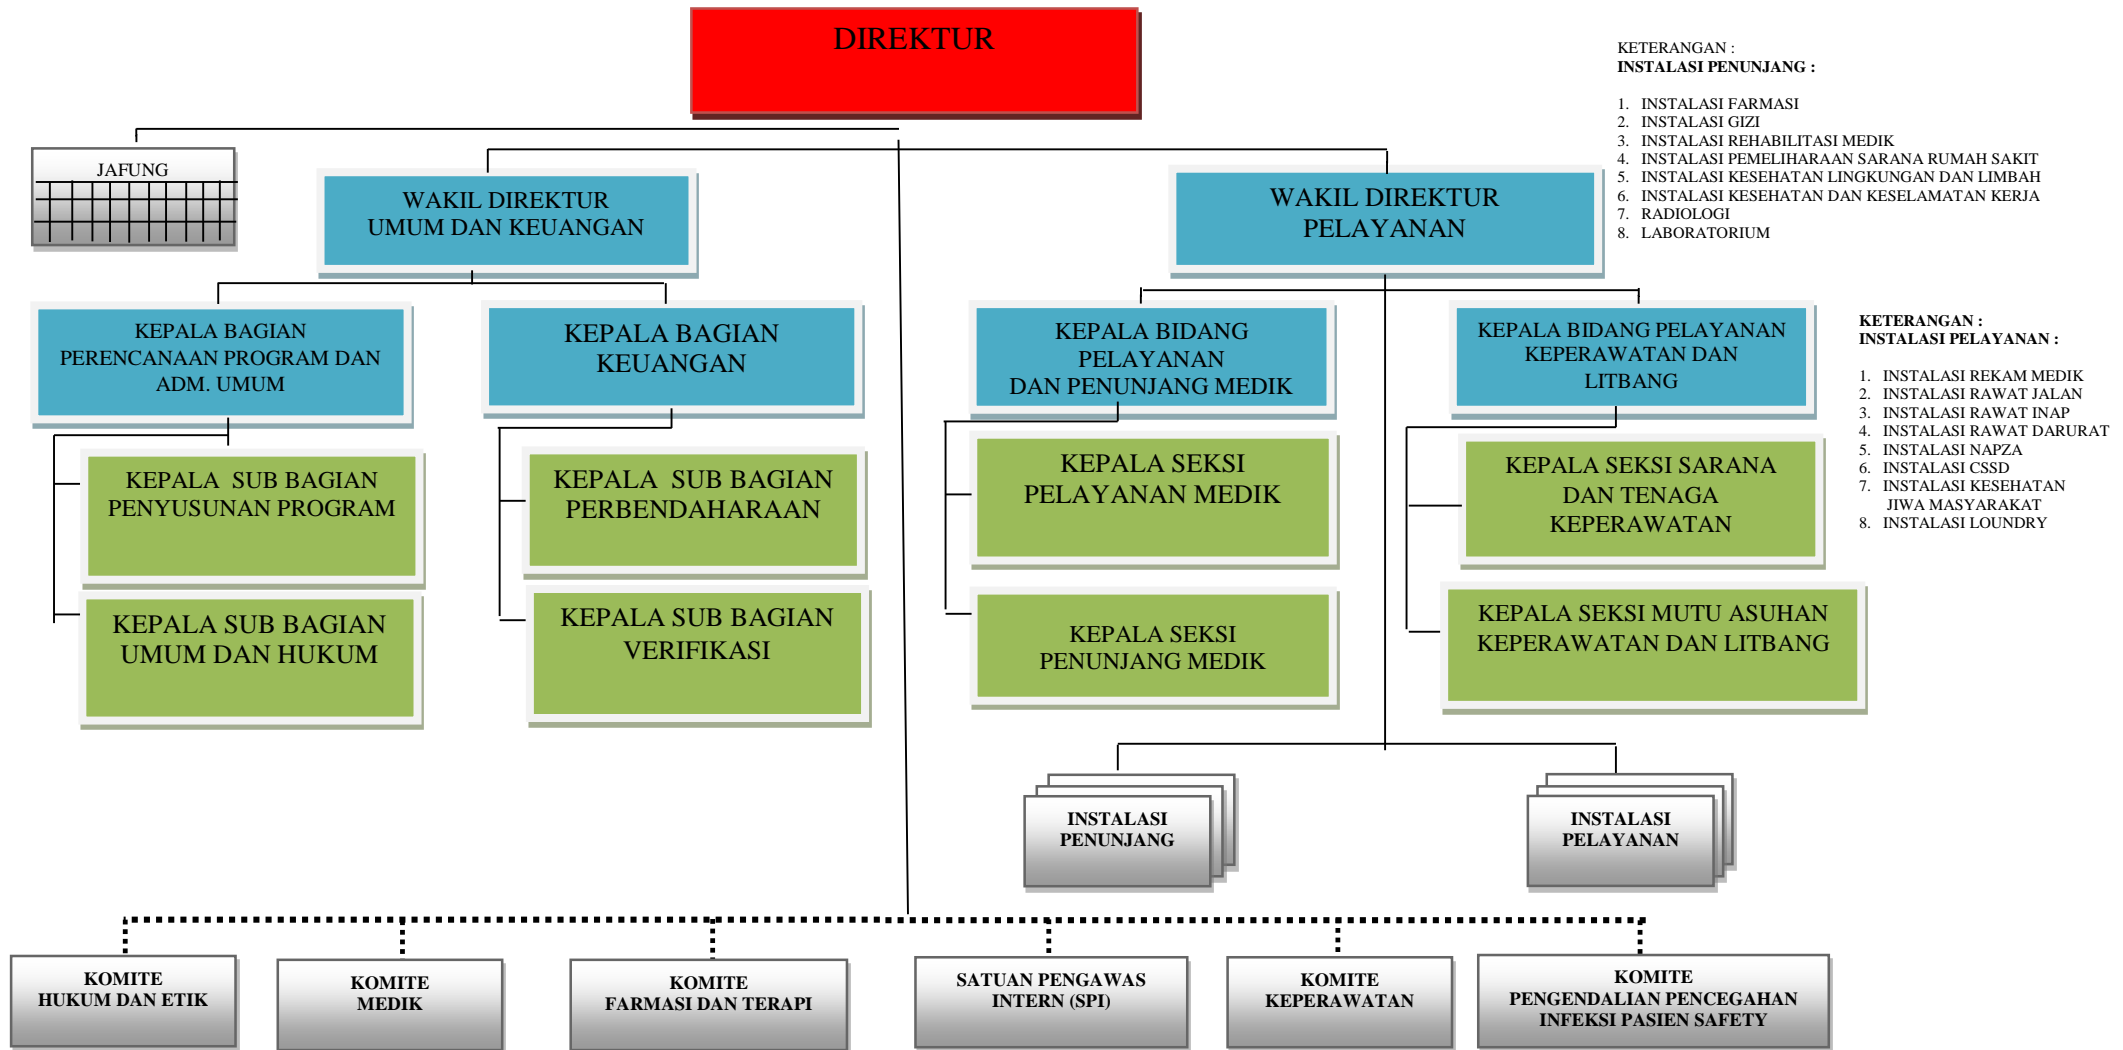 DIREKTUR
KETERANGAN :
INSTALASI PENUNJANG :
1. INSTALASI FARMASI
2. INSTALASI GIZI
3. INSTALASI REHABILITASI MEDIK
4. INSTALASI PEMELIHARAAN SARANA RUMAH SAKIT
5. INSTALASI KESEHATAN LINGKUNGAN DAN LIMBAH
6. INSTALASI KESEHATAN DAN KESELAMATAN KERJA
7. RADIOLOGI
8. LABORATORIUM
JAFUNG
WAKIL DIREKTUR
UMUM DAN KEUANGAN
WAKIL DIREKTUR
PELAYANAN
KEPALA BAGIAN
PERENCANAAN PROGRAM DAN
ADM. UMUM
KEPALA BAGIAN
KEUANGAN
KEPALA BIDANG
PELAYANAN
DAN PENUNJANG MEDIK
KEPALA BIDANG PELAYANAN
KEPERAWATAN DAN
LITBANG
KETERANGAN :
INSTALASI PELAYANAN :
1. INSTALASI REKAM MEDIK
2. INSTALASI RAWAT JALAN
3. INSTALASI RAWAT INAP
4. INSTALASI RAWAT DARURAT
5. INSTALASI NAPZA
6. INSTALASI CSSD
7. INSTALASI KESEHATAN
JIWA MASYARAKAT
8. INSTALASI LOUNDRY
KEPALA SUB BAGIAN
PENYUSUNAN PROGRAM
KEPALA SUB BAGIAN
PERBENDAHARAAN
KEPALA SEKSI
PELAYANAN MEDIK
KEPALA SEKSI SARANA
DAN TENAGA
KEPERAWATAN
KEPALA SUB BAGIAN
UMUM DAN HUKUM
KEPALA SUB BAGIAN
VERIFIKASI
KEPALA SEKSI
PENUNJANG MEDIK
KEPALA SEKSI MUTU ASUHAN
KEPERAWATAN DAN LITBANG
INSTALASI
PENUNJANG
INSTALASI
PELAYANAN
KOMITE
HUKUM DAN ETIK
KOMITE
MEDIK
KOMITE
FARMASI DAN TERAPI
SATUAN PENGAWAS
INTERN (SPI)
KOMITE
KEPERAWATAN
KOMITE
PENGENDALIAN PENCEGAHAN
INFEKSI PASIEN SAFETY